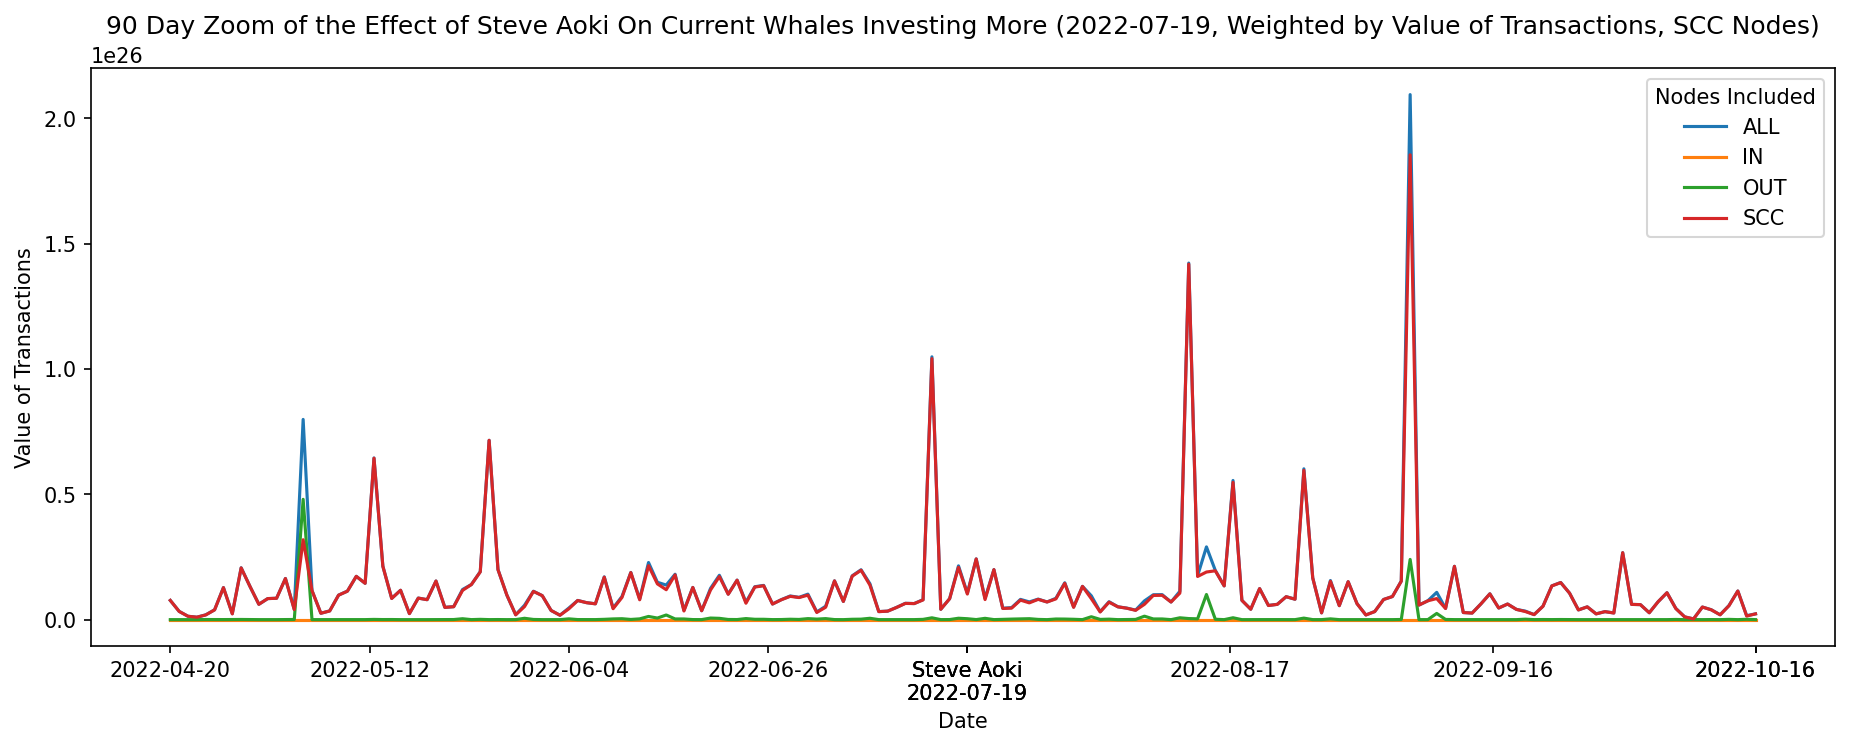 90 Day Zoom of the Effect of Steve Aoki On Current Whales Investing More (2022-07-19, Weighted by Value of Transactions, SCC Nodes)
1e26
2.0
1.5
1.0
0.5
0.0
Value of Transactions
Nodes Included
ALL
IN
OUT
SCC
2022-04-20
2022-05-12
2022-06-04
2022-06-26
Steve Aoki
2022-07-19
2022-08-17
2022-09-16
2022-10-16
Date